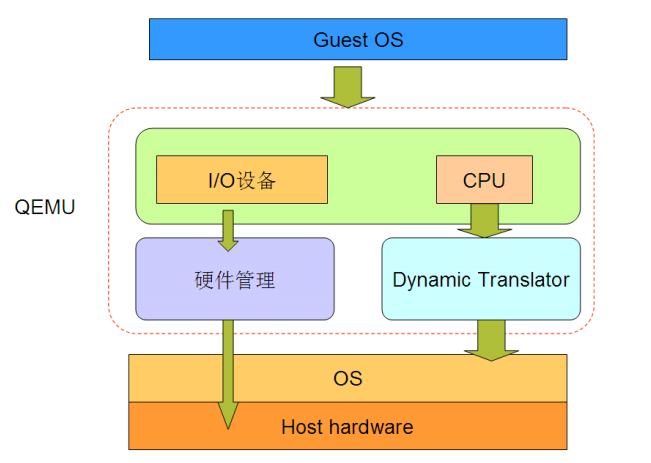 Guest OS
QEMU
I/O设备
CPU
硬件管理
Dynamic Translator
OS
Host hardware